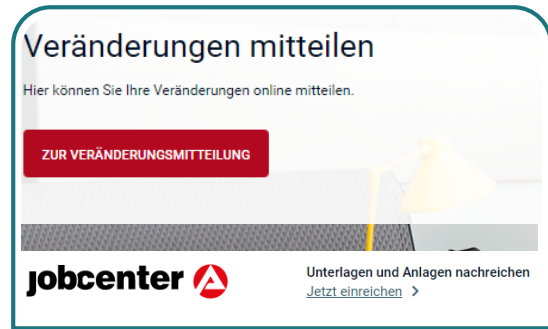 Veränderungen mitteilen
Hier können Sie Ihre Veränderungen online mitteilen.
ZUR VERÄNDERUNGSMITTEILUNG
jobcenter
Unterlagen und Anlagen nachreichen
Jetzt einreichen